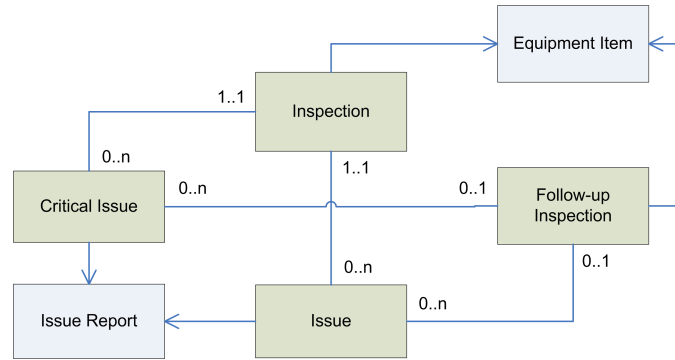 Equipment Item
1..1
Inspection
0..n
1..1
Critical Issue
0..n
0..1
Follow-up
Inspection
0..1
0..n
0..n
Issue Report
Issue